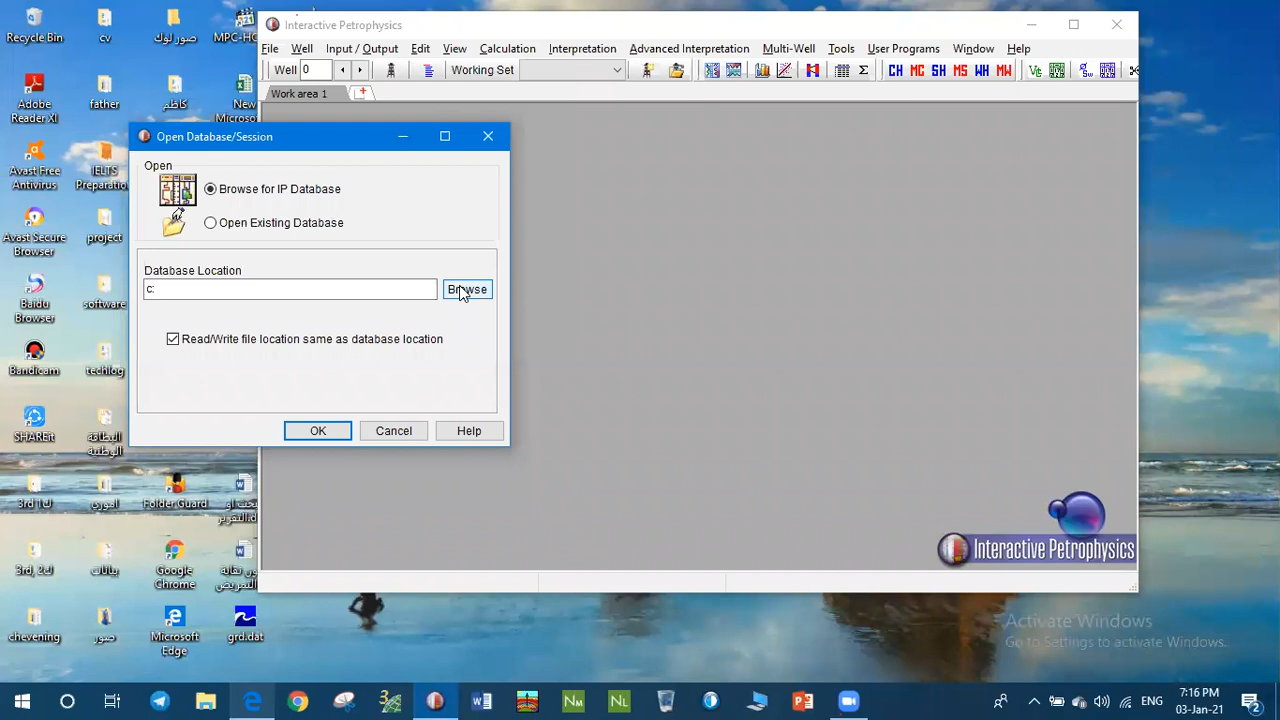 Recycle Bin
cv
صور لوك
MPC-HC
Adobe
Reader XI
father
كاظم
New
Microsof
Avast Free
Antivirus
IELTS
Preparatio
Avast Secure
Browser
project
Baidu
Browser
software
Bandicam
techlog
SHAREit
البطاقة
الوطنية
3rd
Folder Guard
Google
Chrome
بيانات
chevening
صور
Microsoft
Edge
grd.dat
Interactive Petrophysics
File Well Input / Output Edit View Calculation Interpretation Advanced Interpretation Multi-Well Tools User Programs Window Help
Well 0 Working Set CH MC SH MS WH MW
Work area 1
Open Database/Session
Open
Browse for IP Database
Open Existing Database
Database Location
c: Browse
Read/Write file location same as database location
OK Cancel Help
Interactive Petrophysics
Activate Windows
Go to Settings to activate Windows.
ENG
7:16 PM
03-Jan-21
2